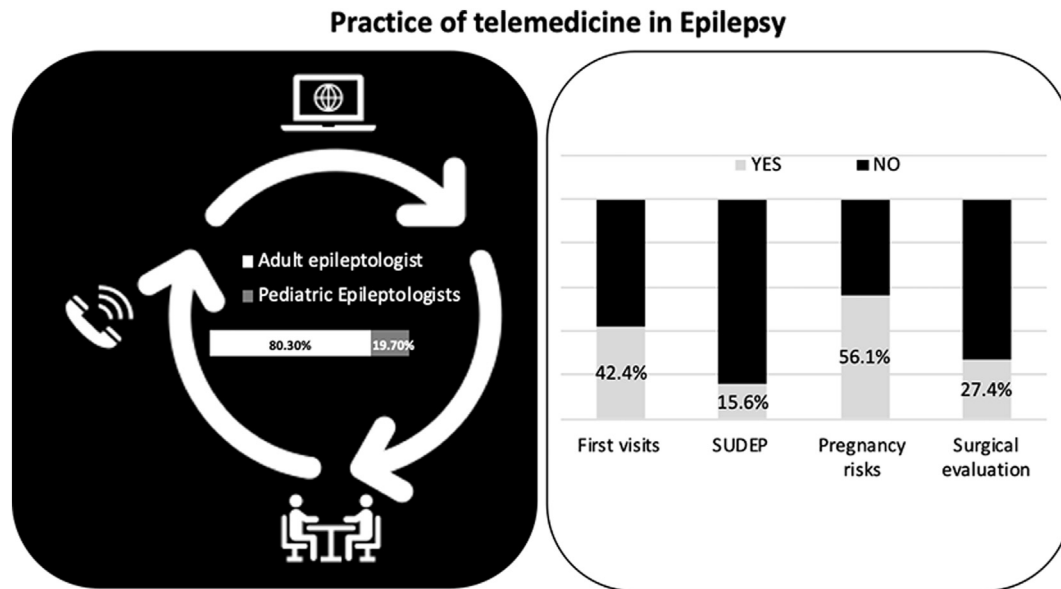 Practice of telemedicine in Epilepsy
Adult epileptologist
Pediatric Epileptologists
80.30% 19.70%
YES NO
42.4% 15.6% 56.1% 27.4%
First visits SUDEP Pregnancy Surgical
risks evaluation